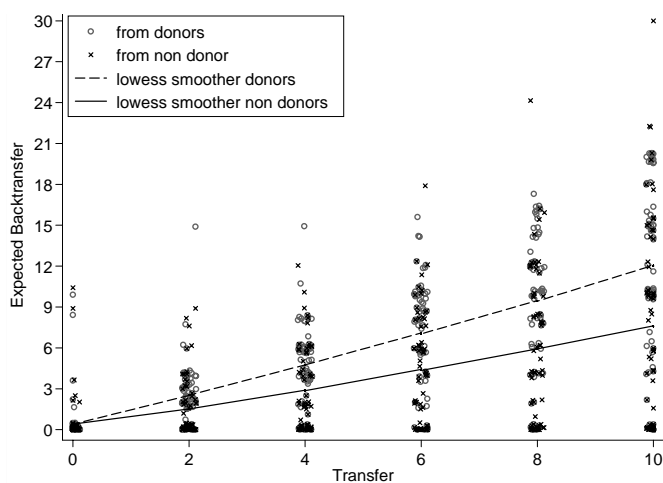 from donors
from non donor
lowess smoother donors
lowess smoother non donors
Expected Backtransfer
30
27
24
21
18
15
12
9
6
3
0
0 2 4 6 8 10
Transfer